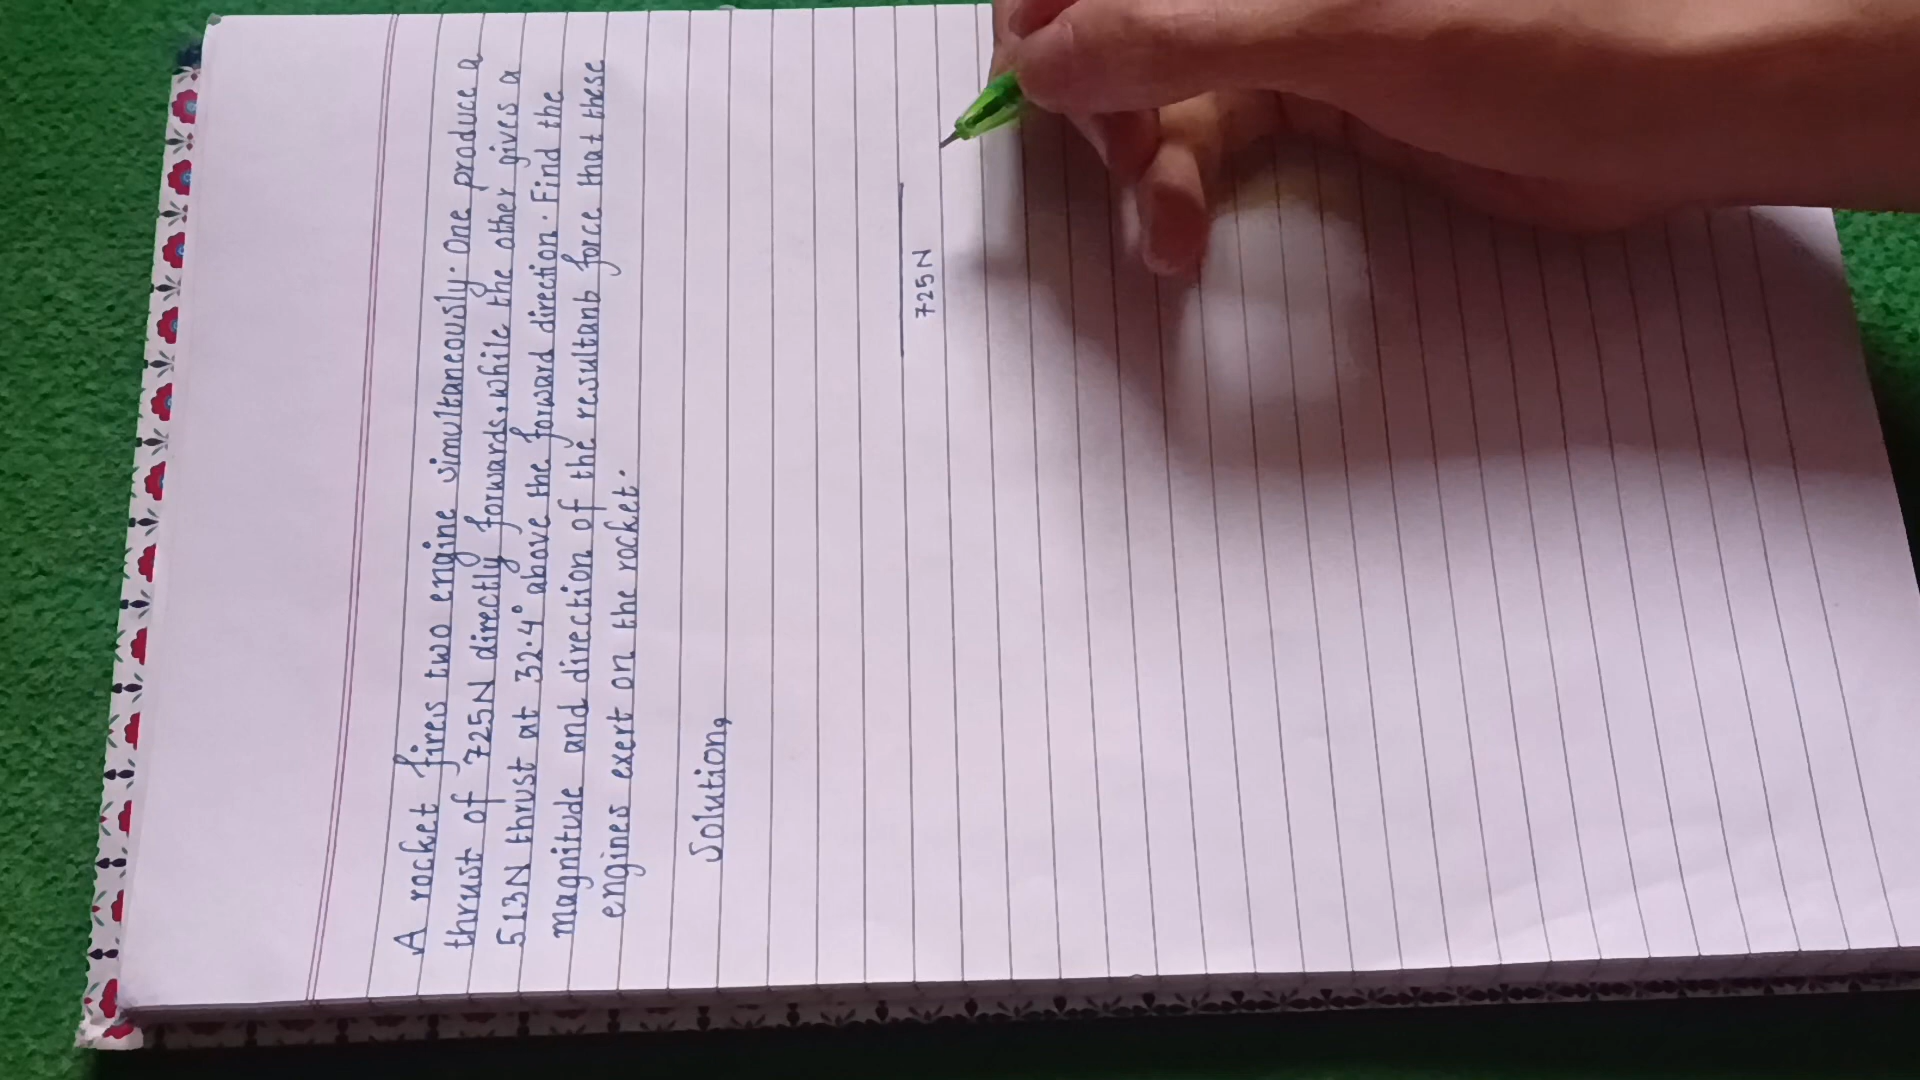 A rocket fires two engine simultaneously. One produce a
thrust of 725N directly forwards, while the other gives a
513N thrust at 32.4° above the forward direction. Find the
magnitude and direction of the resultant force that these
engines exert on the rocket.
Solution,
725N